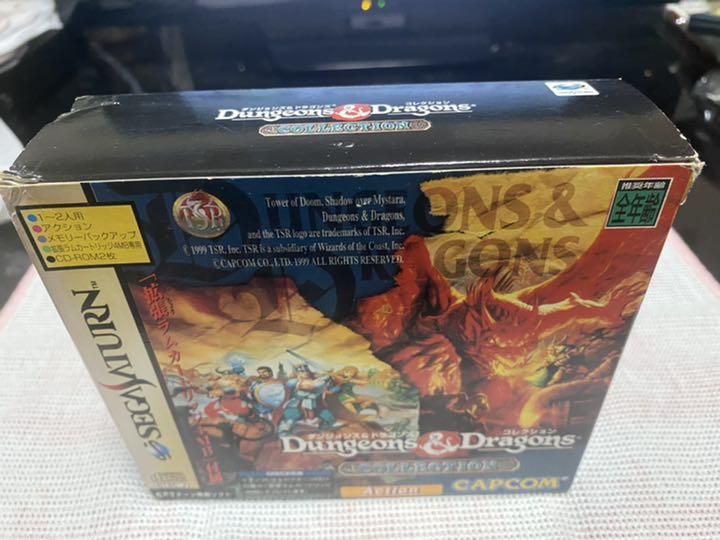 ダンジョンズ&ドラゴンズ コレクション
Dungeons & Dragons
COLLECTION
1〜2人用
アクション
メモリーバックアップ
拡張ラムカートリッジ4MB専用
CD-ROM2枚
TSR
Tower of Doom, Shadow over Mystara,
Dungeons & Dragons,
and the TSR logo are trademarks of TSR, Inc.
©1999 TSR, Inc. TSR is a subsidiary of Wizards of the Coast, Inc.
©CAPCOM CO., LTD. 1999 ALL RIGHTS RESERVED.
DUNGEONS &
DRAGONS
推奨年齢
SEGA SATURN™
ダンジョンズ&ドラゴンズ コレクション
Dungeons & Dragons
COLLECTION
Action
CAPCOM